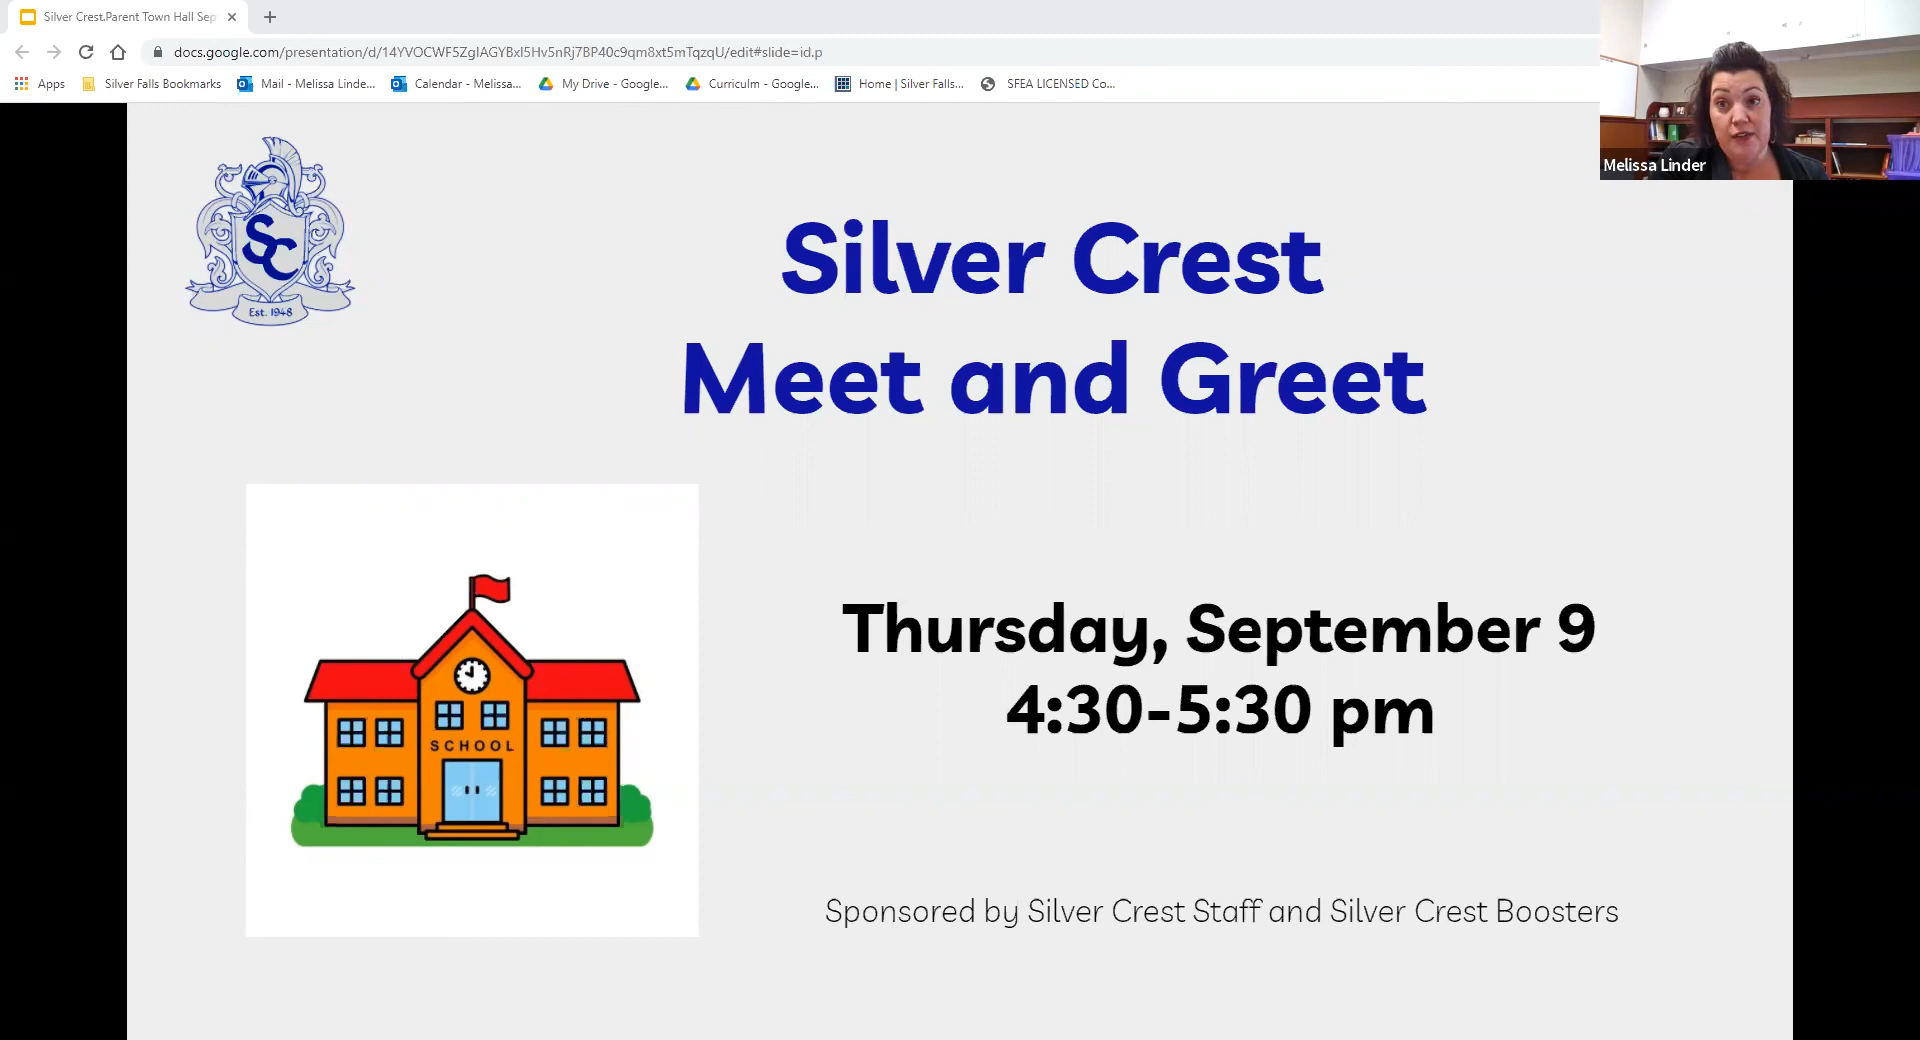 Silver Crest.Parent Town Hall Sep
docs.google.com/presentation/d/14YVOCWF5ZgIAGYBxI5Hv5nRj7BP40c9qm8xt5mTqzqU/edit#slide=id.p
Apps Silver Falls Bookmarks Mail - Melissa Linde... Calendar - Melissa... My Drive - Google... Curriculm - Google... Home | Silver Falls... SFEA LICENSED Co...
Melissa Linder
SC
Est. 1948
Silver Crest
Meet and Greet
SCHOOL
Thursday, September 9
4:30-5:30 pm
Sponsored by Silver Crest Staff and Silver Crest Boosters